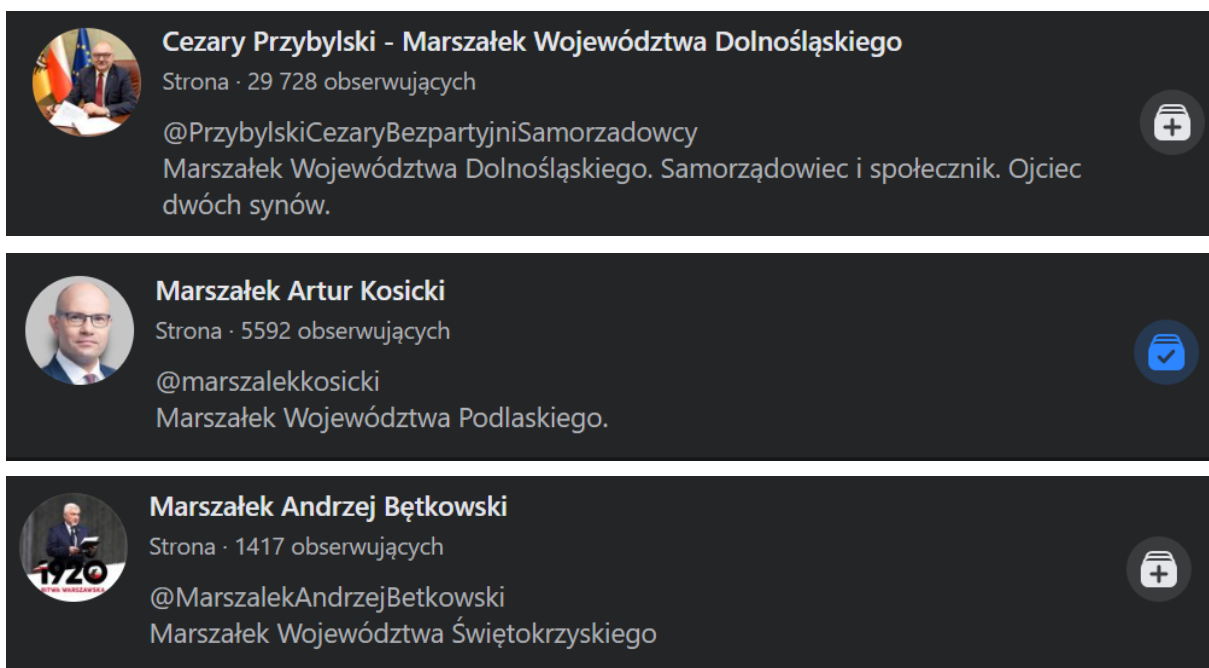 Cezary Przybylski - Marszałek Województwa Dolnośląskiego
Strona · 29 728 obserwujących
@PrzybylskiCezaryBezpartyjniSamorzadowcy
Marszałek Województwa Dolnośląskiego. Samorządowiec i społecznik. Ojciec
dwóch synów.
Marszałek Artur Kosicki
Strona · 5592 obserwujących
@marszalekkosicki
Marszałek Województwa Podlaskiego.
Marszałek Andrzej Bętkowski
Strona · 1417 obserwujących
1920
BITWA WARSZAWSKA
@MarszalekAndrzejBetkowski
Marszałek Województwa Świętokrzyskiego